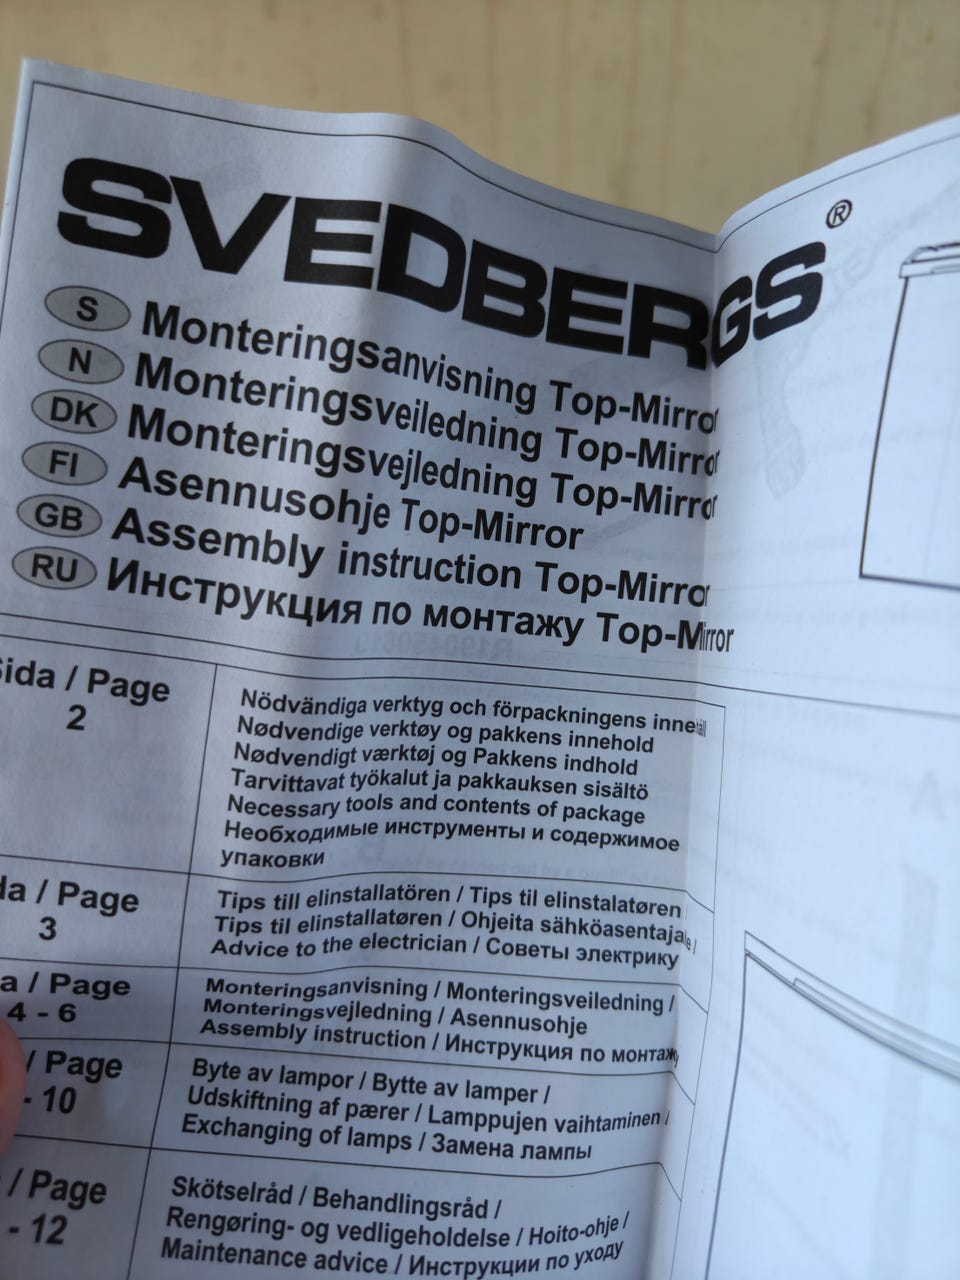 SVEDBERGS®
S Monteringsanvisning Top-Mirror
N Monteringsveiledning Top-Mirror
DK Monteringsvejledning Top-Mirror
FI Asennusohje Top-Mirror
GB Assembly instruction Top-Mirror
RU Инструкция по монтажу Top-Mirror
Sida / Page
2
Nödvändiga verktyg och förpackningens innehåll
Nødvendige verktøy og pakkens innehold
Nødvendigt værktøj og Pakkens indhold
Tarvittavat työkalut ja pakkauksen sisältö
Necessary tools and contents of package
Необходимые инструменты и содержимое
упаковки
da / Page
3
Tips till elinstallatören / Tips til elinstalatøren
Tips til elinstallatøren / Ohjeita sähköasentajalle /
Advice to the electrician / Советы электрику
a / Page
4 - 6
Monteringsanvisning / Monteringsveiledning /
Monteringsvejledning / Asennusohje
Assembly instruction / Инструкция по монтажу
/ Page
- 10
Byte av lampor / Bytte av lamper /
Udskiftning af pærer / Lamppujen vaihtaminen /
Exchanging of lamps / Замена лампы
/ Page
- 12
Skötselråd / Behandlingsråd /
Rengøring- og vedligeholdelse / Hoito-ohje /
Maintenance advice / Инструкции по уходу